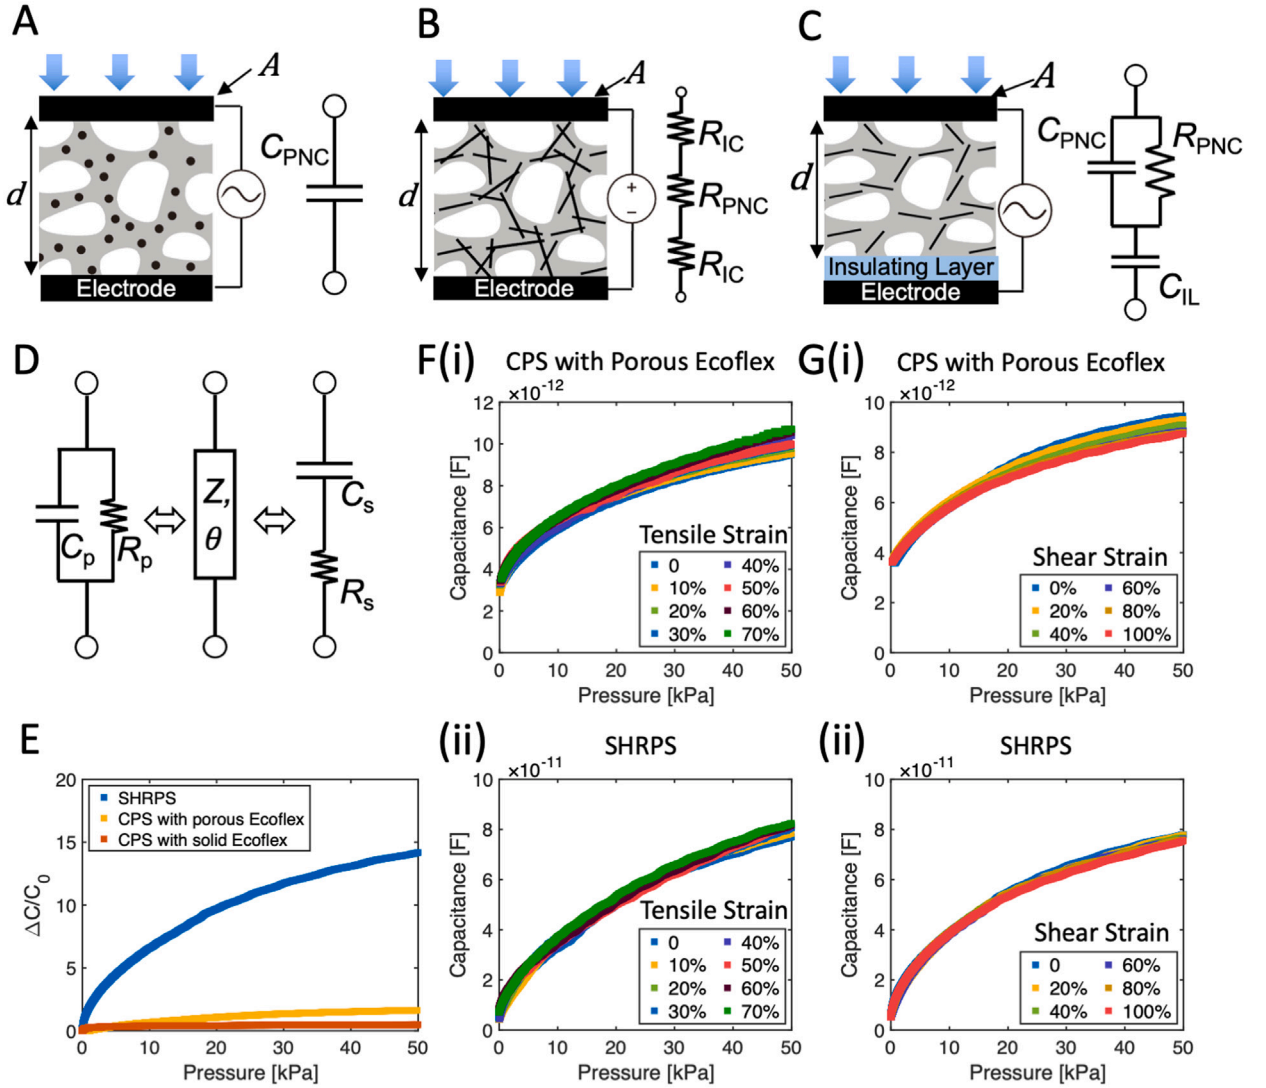 A
A
d
Electrode
C_PNC
B
A
d
+
−
Electrode
R_IC
R_PNC
R_IC
C
A
d
Insulating Layer
Electrode
C_PNC
R_PNC
C_IL
D
C_p
R_p
Z,
θ
C_s
R_s
E
ΔC/C_0
20
15
10
5
0
SHRPS
CPS with porous Ecoflex
CPS with solid Ecoflex
0 10 20 30 40 50
Pressure [kPa]
F(i)
CPS with Porous Ecoflex
×10^-12
Capacitance [F]
12
10
8
6
4
2
0
Tensile Strain
0 40%
10% 50%
20% 60%
30% 70%
0 10 20 30 40 50
Pressure [kPa]
(ii)
SHRPS
×10^-11
Capacitance [F]
10
8
6
4
2
0
Tensile Strain
0 40%
10% 50%
20% 60%
30% 70%
0 10 20 30 40 50
Pressure [kPa]
G(i)
CPS with Porous Ecoflex
×10^-12
Capacitance [F]
10
8
6
4
2
0
Shear Strain
0% 60%
20% 80%
40% 100%
0 10 20 30 40 50
Pressure [kPa]
(ii)
SHRPS
×10^-11
Capacitance [F]
10
8
6
4
2
0
Shear Strain
0 60%
20% 80%
40% 100%
0 10 20 30 40 50
Pressure [kPa]